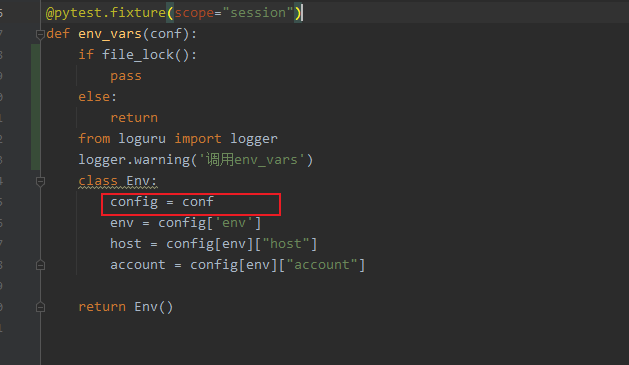 @pytest.fixture(scope="session")
def env_vars(conf):
if file_lock():
pass
else:
return
from loguru import logger
logger.warning('调用env_vars')
class Env:
config = conf
env = config['env']
host = config[env]["host"]
account = config[env]["account"]
return Env()